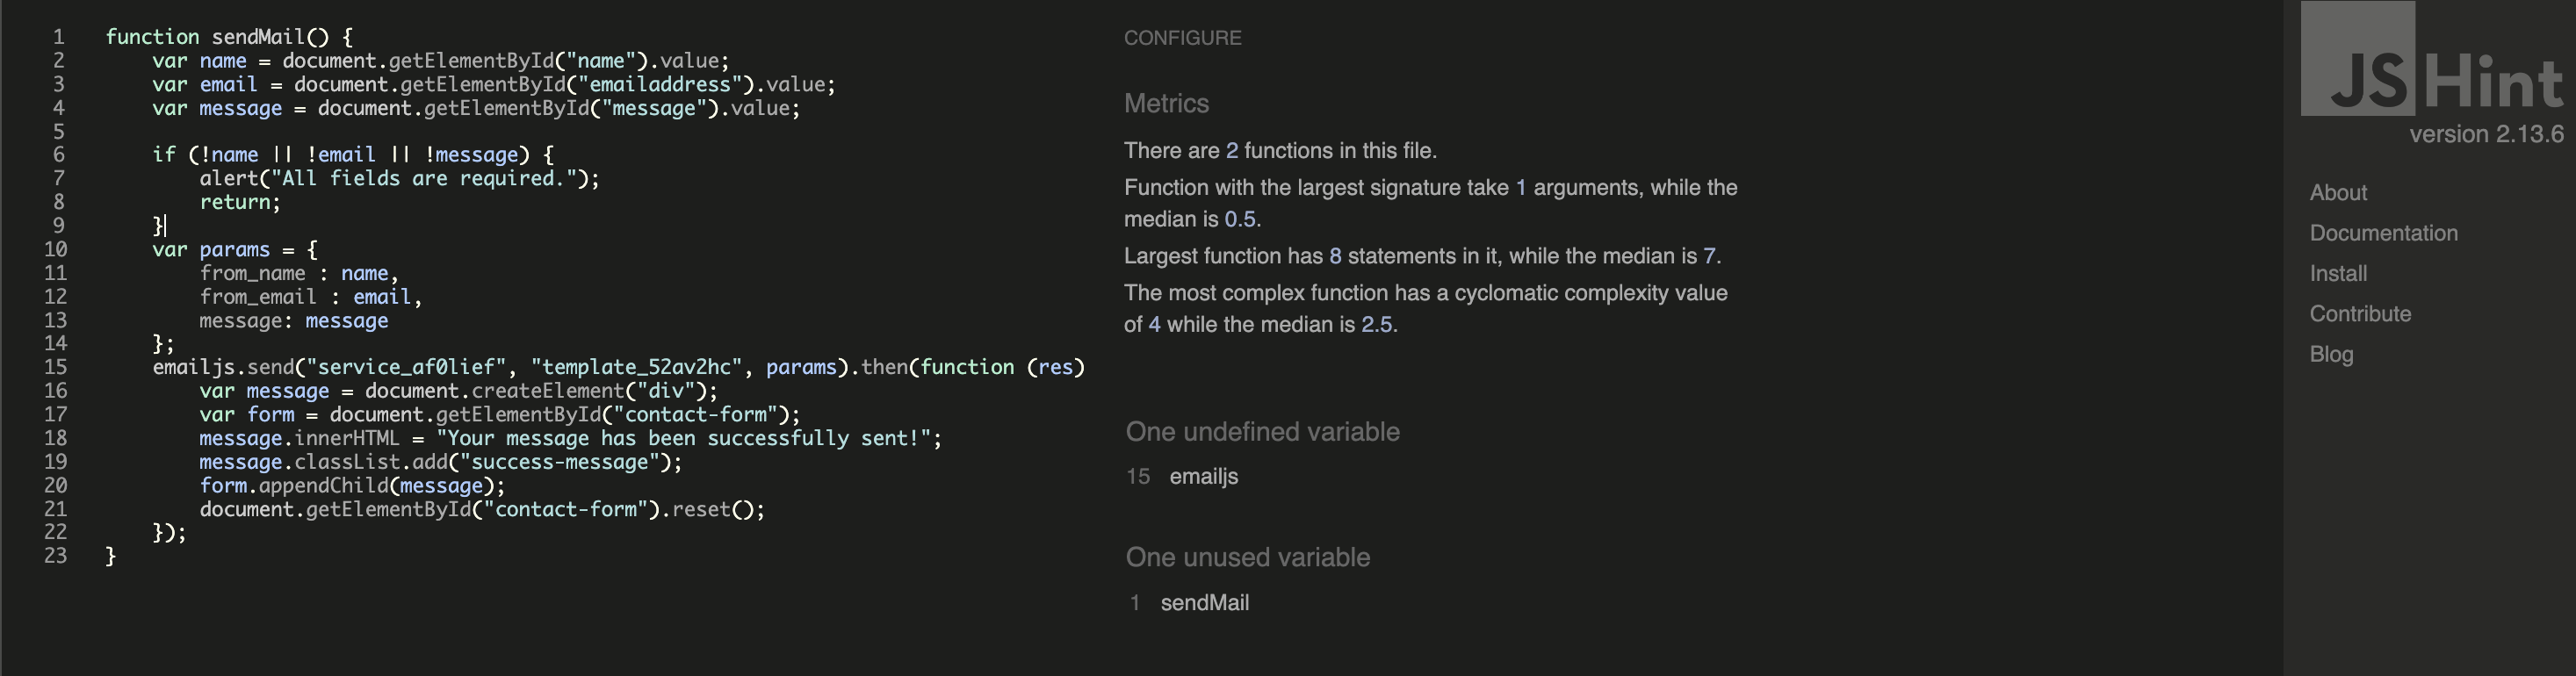 1 function sendMail() {
2 var name = document.getElementById("name").value;
3 var email = document.getElementById("emailaddress").value;
4 var message = document.getElementById("message").value;
5
6 if (!name || !email || !message) {
7 alert("All fields are required.");
8 return;
9 }
10 var params = {
11 from_name : name,
12 from_email : email,
13 message: message
14 };
15 emailjs.send("service_af0lief", "template_52av2hc", params).then(function (res)
16 var message = document.createElement("div");
17 var form = document.getElementById("contact-form");
18 message.innerHTML = "Your message has been successfully sent!";
19 message.classList.add("success-message");
20 form.appendChild(message);
21 document.getElementById("contact-form").reset();
22 });
23 }
CONFIGURE
Metrics
There are 2 functions in this file.
Function with the largest signature take 1 arguments, while the
median is 0.5.
Largest function has 8 statements in it, while the median is 7.
The most complex function has a cyclomatic complexity value
of 4 while the median is 2.5.
One undefined variable
15 emailjs
One unused variable
1 sendMail
JSHint
version 2.13.6
About
Documentation
Install
Contribute
Blog